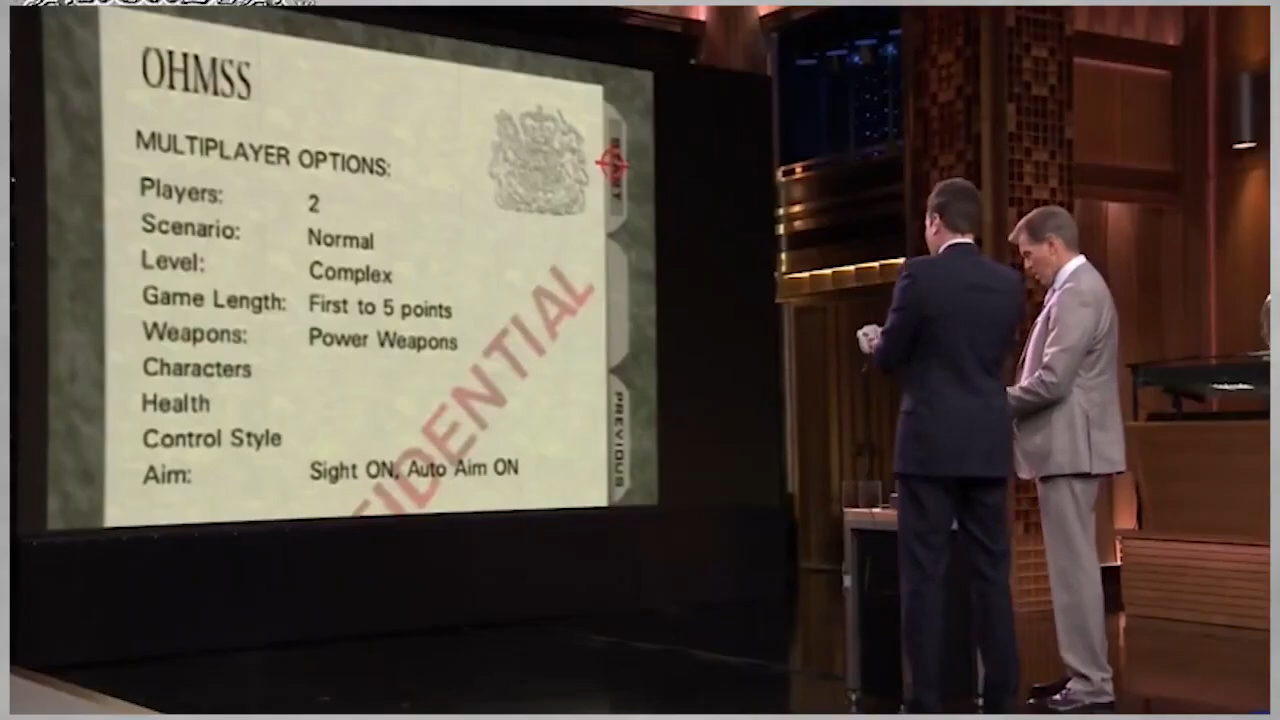 OHMSS
MULTIPLAYER OPTIONS:
Players: 2
Scenario: Normal
Level: Complex
Game Length: First to 5 points
Weapons: Power Weapons
Characters
Health
Control Style
Aim: Sight ON, Auto Aim ON
FIDENTIAL
PREVIOUS